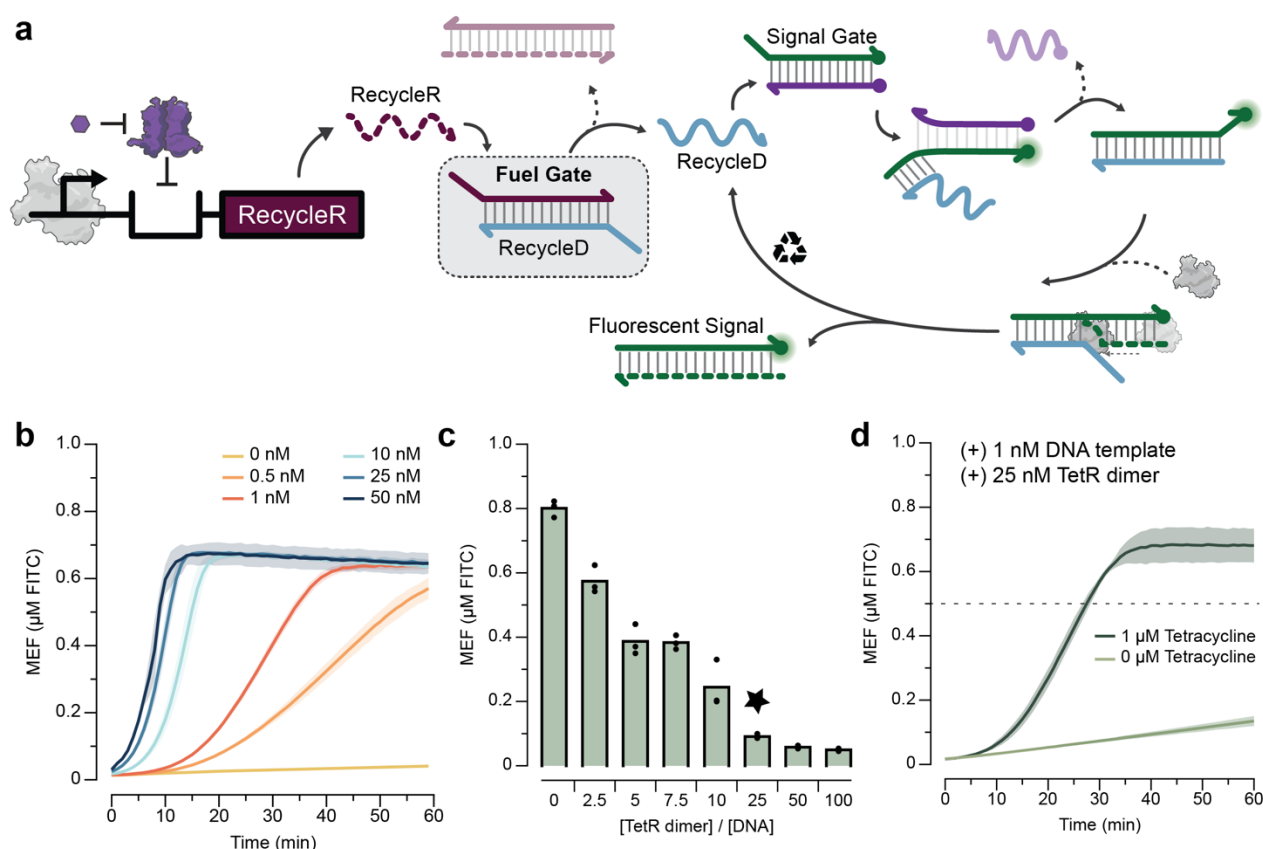 a
RecycleR
RecycleR
Fuel Gate
RecycleD
RecycleD
Signal Gate
Fluorescent Signal
b
MEF (µM FITC)
1.0
0.8
0.6
0.4
0.2
0
0 nM
0.5 nM
1 nM
10 nM
25 nM
50 nM
0 10 20 30 40 50 60
Time (min)
c
MEF (µM FITC)
1.0
0.8
0.6
0.4
0.2
0
0 2.5 5 7.5 10 25 50 100
[TetR dimer] / [DNA]
d
(+) 1 nM DNA template
(+) 25 nM TetR dimer
MEF (µM FITC)
1.0
0.8
0.6
0.4
0.2
0
1 µM Tetracycline
0 µM Tetracycline
0 10 20 30 40 50 60
Time (min)